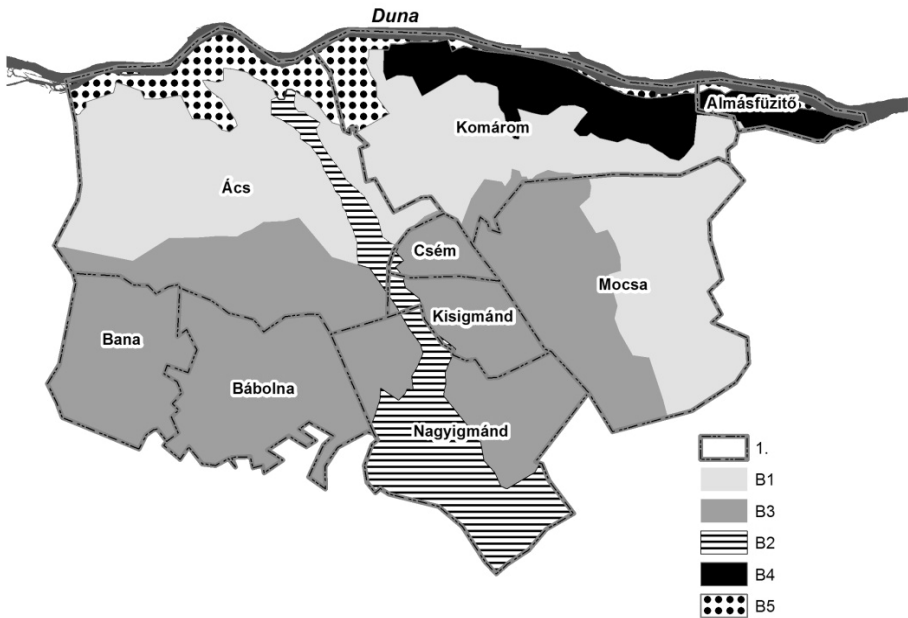 Duna
Almásfüzitő
Komárom
Ács
Csém
Mocsa
Kisigmánd
Bana
Bábolna
Nagyigmánd
1.
B1
B3
B2
B4
B5